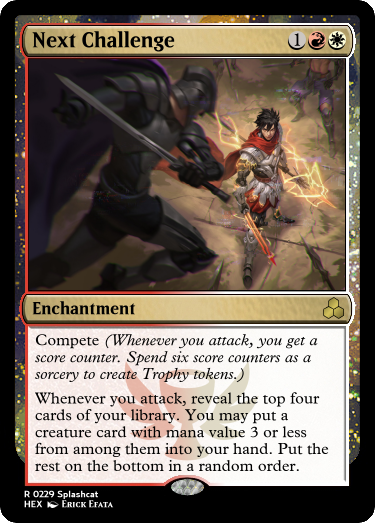 Next Challenge
1
Enchantment
Compete (Whenever you attack, you get a
score counter. Spend six score counters as a
sorcery to create Trophy tokens.)
Whenever you attack, reveal the top four
cards of your library. You may put a
creature card with mana value 3 or less
from among them into your hand. Put the
rest on the bottom in a random order.
R 0229 Splashcat
HEX Erick Efata